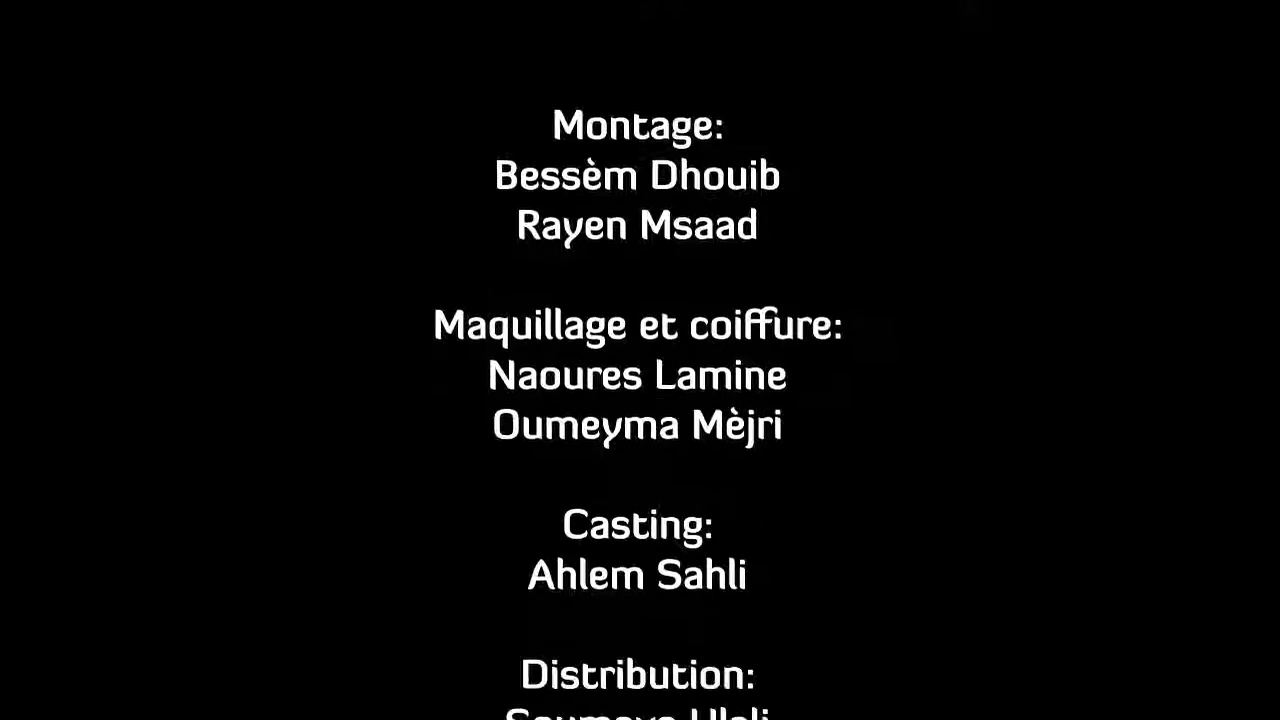 Montage:
Bessèm Dhouib
Rayen Msaad
Maquillage et coiffure:
Naoures Lamine
Oumeyma Mèjri
Casting:
Ahlem Sahli
Distribution: